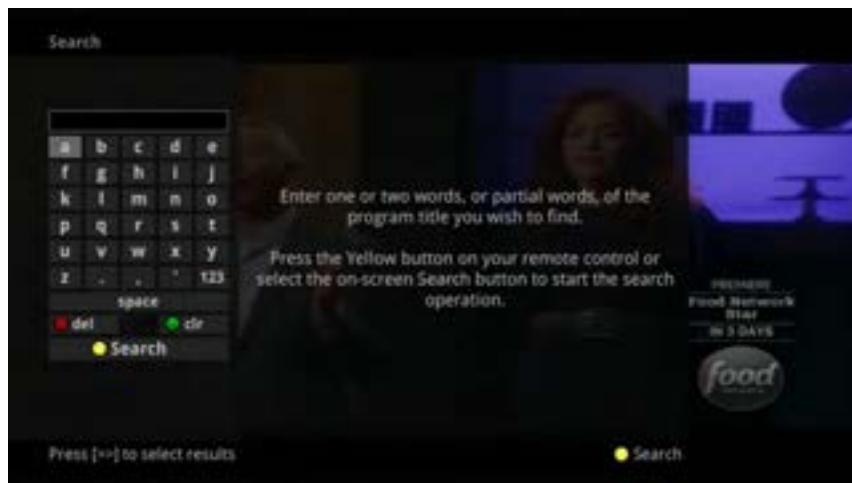 Search
a b c d e
f g h i j
k l m n o
p q r s t
u v w x y
z . , ' 123
space
del clr
Search
Enter one or two words, or partial words, of the
program title you wish to find.
Press the Yellow button on your remote control or
select the on-screen Search button to start the search
operation.
PREMIERE
Food Network
Star
IN 3 DAYS
food
Press [>>] to select results
Search